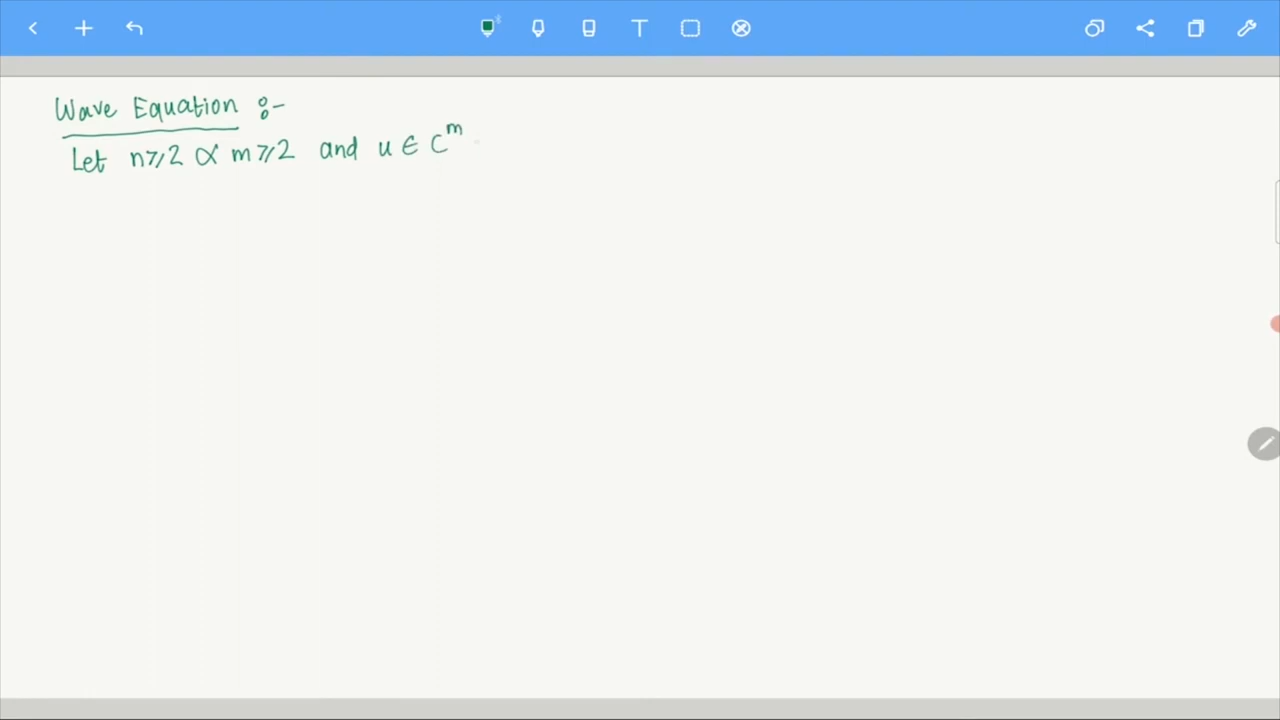 Wave Equation :-
Let n ⩾ 2 & m ⩾ 2 and u ∈ C^m